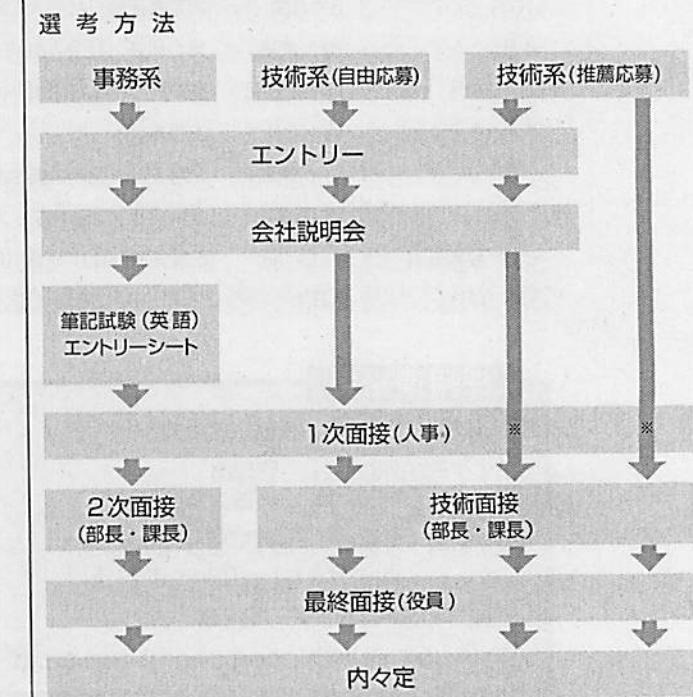 選考方法
事務系
技術系(自由応募)
技術系(推薦応募)
エントリー
会社説明会
筆記試験(英語)
エントリーシート
1次面接(人事)
※
※
2次面接
(部長・課長)
技術面接
(部長・課長)
最終面接(役員)
内々定